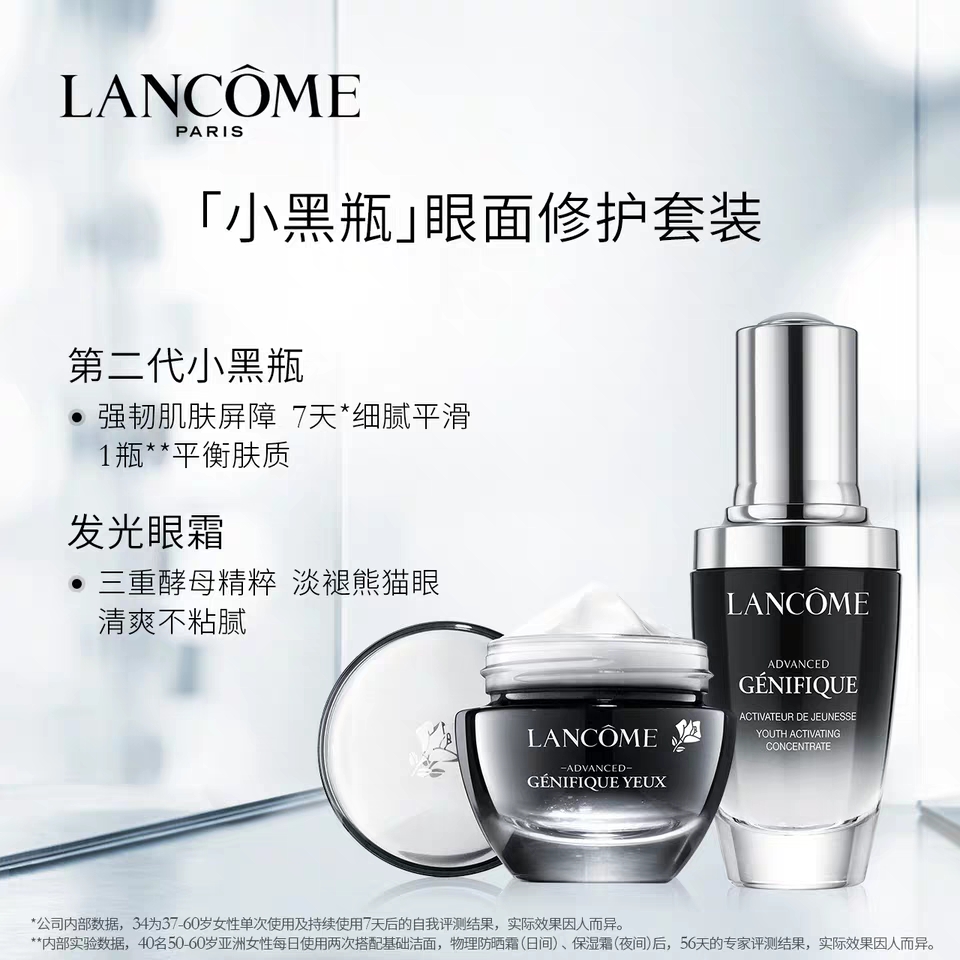 LANCÔME
PARIS
「小黑瓶」眼面修护套装
第二代小黑瓶
• 强韧肌肤屏障 7天*细腻平滑
1瓶**平衡肤质
发光眼霜
• 三重酵母精粹 淡褪熊猫眼
清爽不粘腻
LANCÔME
ADVANCED
GÉNIFIQUE
ACTIVATEUR DE JEUNESSE
YOUTH ACTIVATING
CONCENTRATE
LANCÔME
-ADVANCED-
GÉNIFIQUE YEUX
*公司内部数据，34为37-60岁女性单次使用及持续使用7天后的自我评测结果，实际效果因人而异。
**内部实验数据，40名50-60岁亚洲女性每日使用两次搭配基础洁面，物理防晒霜（日间）、保湿霜（夜间）后，56天的专家评测结果，实际效果因人而异。